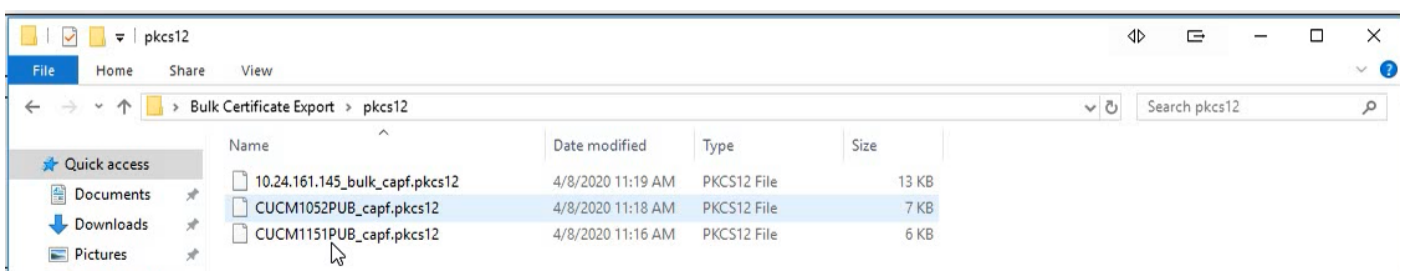 pkcs12
File Home Share View
Bulk Certificate Export > pkcs12 Search pkcs12
Name Date modified Type Size
Quick access
10.24.161.145_bulk_capf.pkcs12 4/8/2020 11:19 AM PKCS12 File 13 KB
Documents
CUCM1052PUB_capf.pkcs12 4/8/2020 11:18 AM PKCS12 File 7 KB
Downloads
CUCM1151PUB_capf.pkcs12 4/8/2020 11:16 AM PKCS12 File 6 KB
Pictures